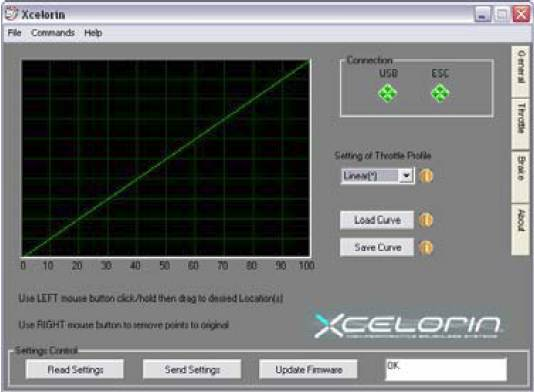 Xcelorin
File Commands Help
Connection
USB ESC
General
Throttle
Brake
About
Setting of Throttle Profile
Linear(*)
Load Curve
Save Curve
0 10 20 30 40 50 60 70 80 90 100
Use LEFT mouse button click/hold then drag to desired Location(s)
Use RIGHT mouse button to remove points to original
XCELORIN
Settings Control
Read Settings Send Settings Update Firmware OK